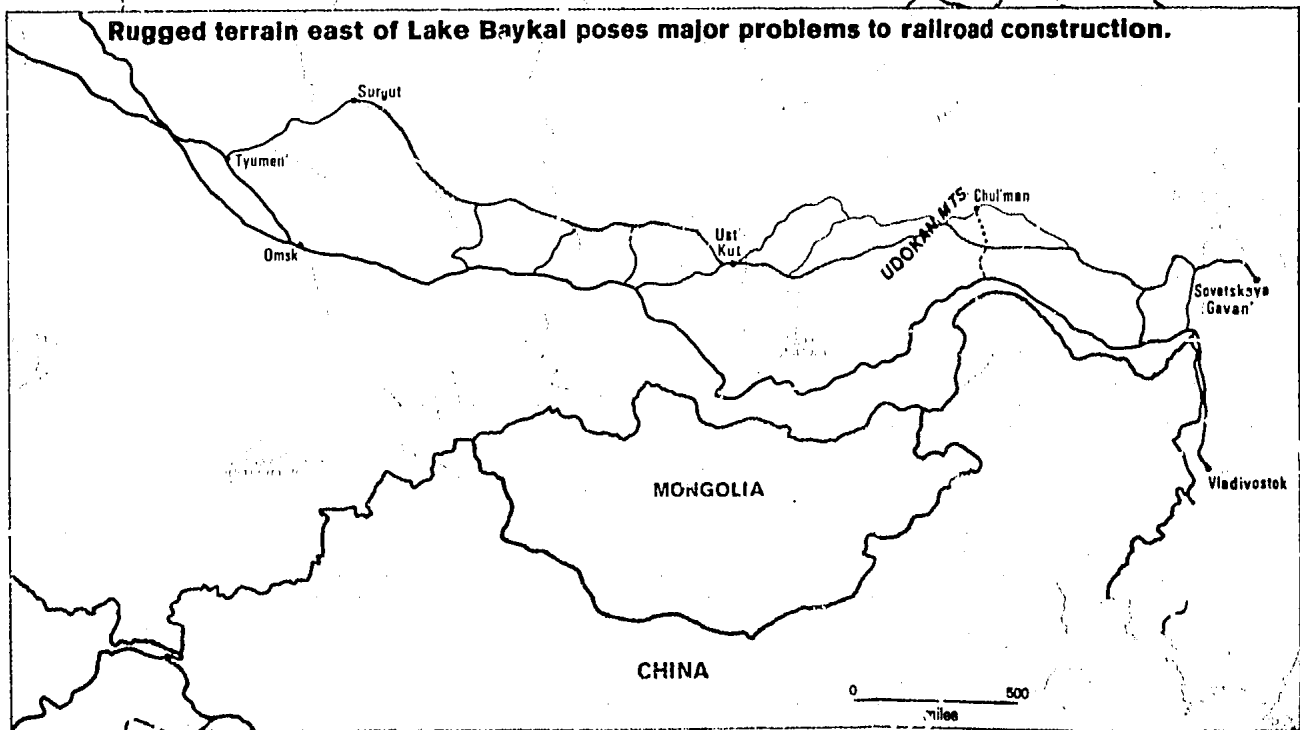 Rugged terrain east of Lake Baykal poses major problems to railroad construction.
Surgut
Tyumen'
Omsk
Ust'
Kut
UDOKAN MTS
Chul'man
Sovetskaya
Gavan'
MONGOLIA
Vladivostok
CHINA
0 500
miles